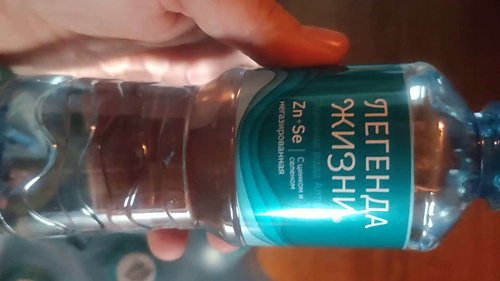 ЛЕГЕНДА
ЖИЗНИ
Zn+Se
С цинком и
селеном
негазированная